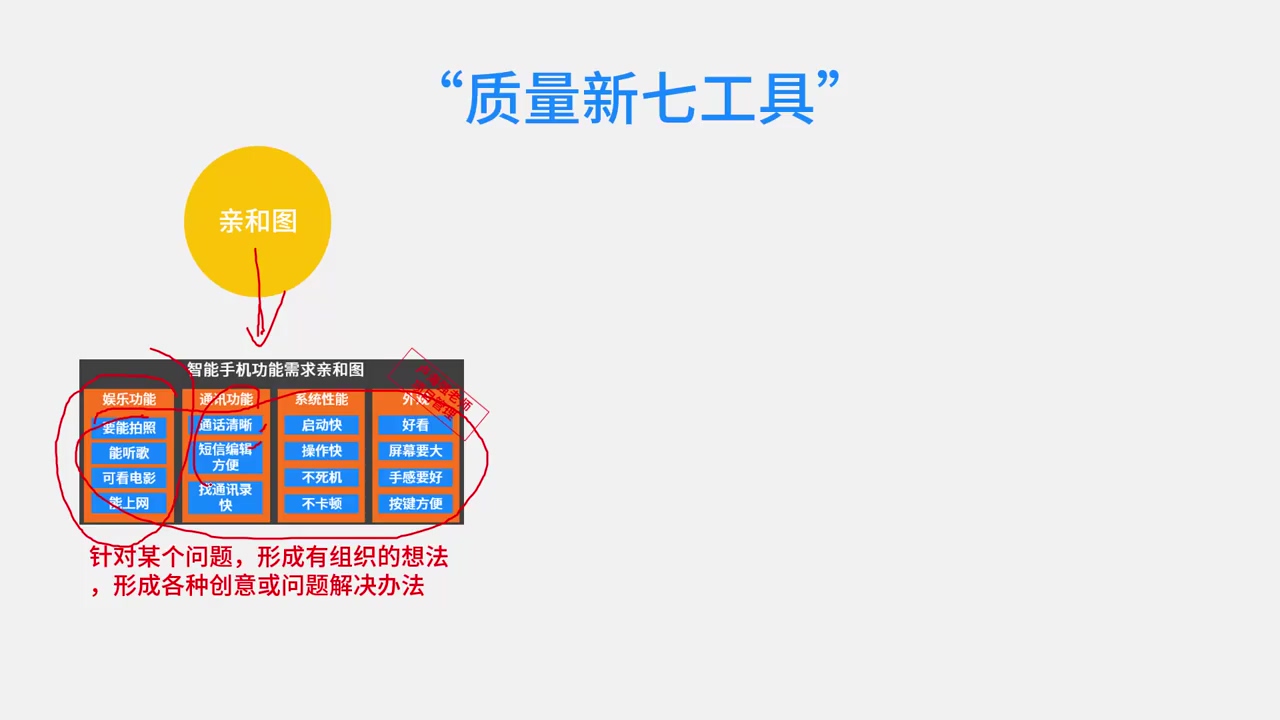 “质量新七工具”
亲和图
智能手机功能需求亲和图
娱乐功能
要能拍照
能听歌
可看电影
能上网
通讯功能
通话清晰
短信编辑
方便
找通讯录
快
系统性能
启动快
操作快
不死机
不卡顿
外观
好看
屏幕要大
手感要好
按键方便
老师
项目管理
针对某个问题，形成有组织的想法
，形成各种创意或问题解决办法